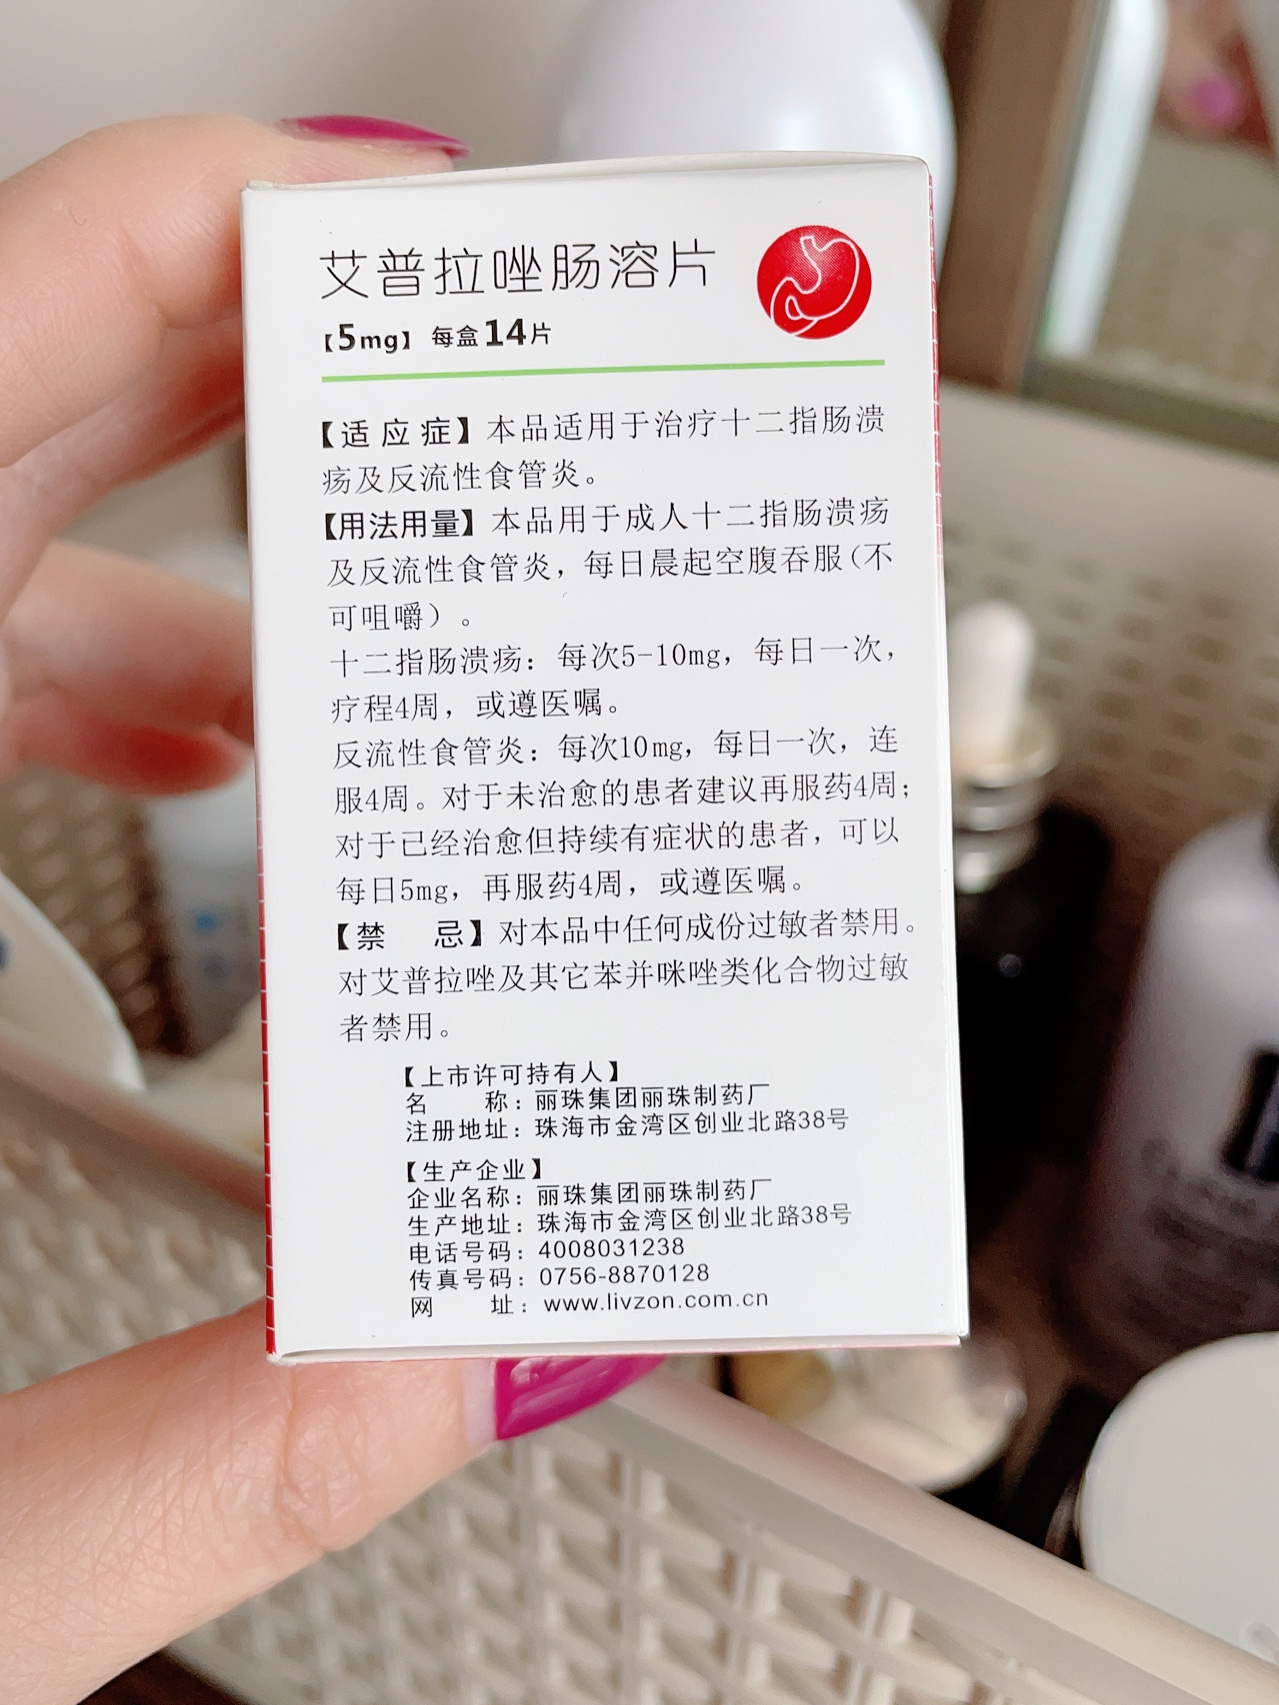 艾普拉唑肠溶片
【5mg】 每盒14片
【适应症】本品适用于治疗十二指肠溃
疡及反流性食管炎。
【用法用量】本品用于成人十二指肠溃疡
及反流性食管炎，每日晨起空腹吞服（不
可咀嚼）。
十二指肠溃疡：每次5-10mg，每日一次，
疗程4周，或遵医嘱。
反流性食管炎：每次10mg，每日一次，连
服4周。对于未治愈的患者建议再服药4周；
对于已经治愈但持续有症状的患者，可以
每日5mg，再服药4周，或遵医嘱。
【禁 忌】对本品中任何成份过敏者禁用。
对艾普拉唑及其它苯并咪唑类化合物过敏
者禁用。
【上市许可持有人】
名 称：丽珠集团丽珠制药厂
注册地址：珠海市金湾区创业北路38号
【生产企业】
企业名称：丽珠集团丽珠制药厂
生产地址：珠海市金湾区创业北路38号
电话号码：4008031238
传真号码：0756-8870128
网 址：www.livzon.com.cn